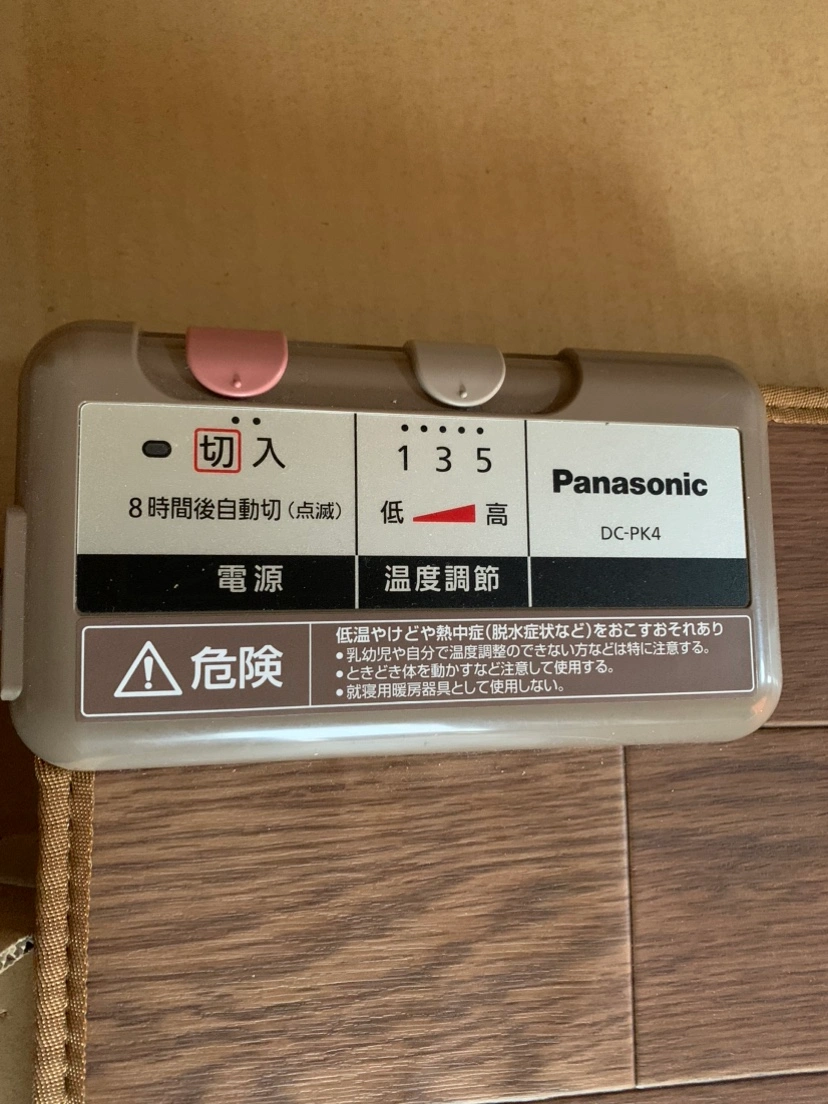 切 入
8時間後自動切(点滅)
電源
1 3 5
低 高
温度調節
Panasonic
DC-PK4
危険
低温やけどや熱中症(脱水症状など)をおこすおそれあり
●乳幼児や自分で温度調整のできない方などは特に注意する。
●ときどき体を動かすなど注意して使用する。
●就寝用暖房器具として使用しない。